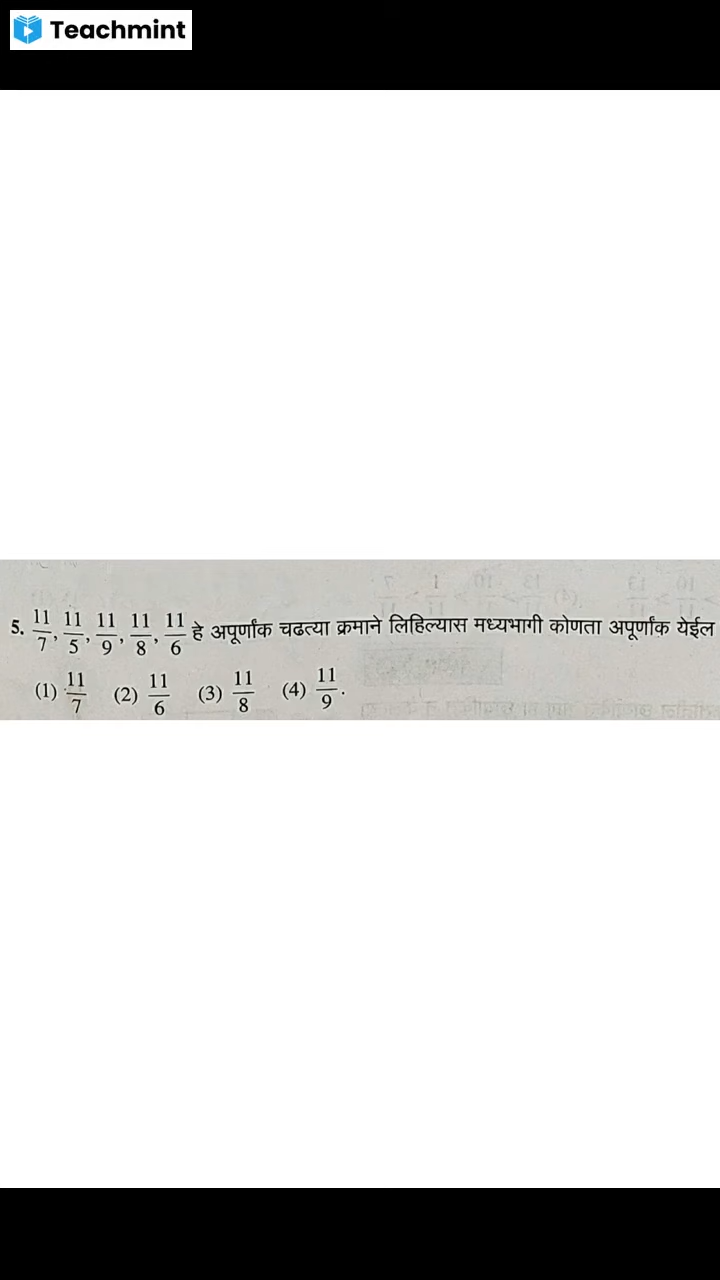 Teachmint
5. 11/7, 11/5, 11/9, 11/8, 11/6 हे अपूर्णांक चढत्या क्रमाने लिहिल्यास मध्यभागी कोणता अपूर्णांक येईल
(1) 11/7 (2) 11/6 (3) 11/8 (4) 11/9.